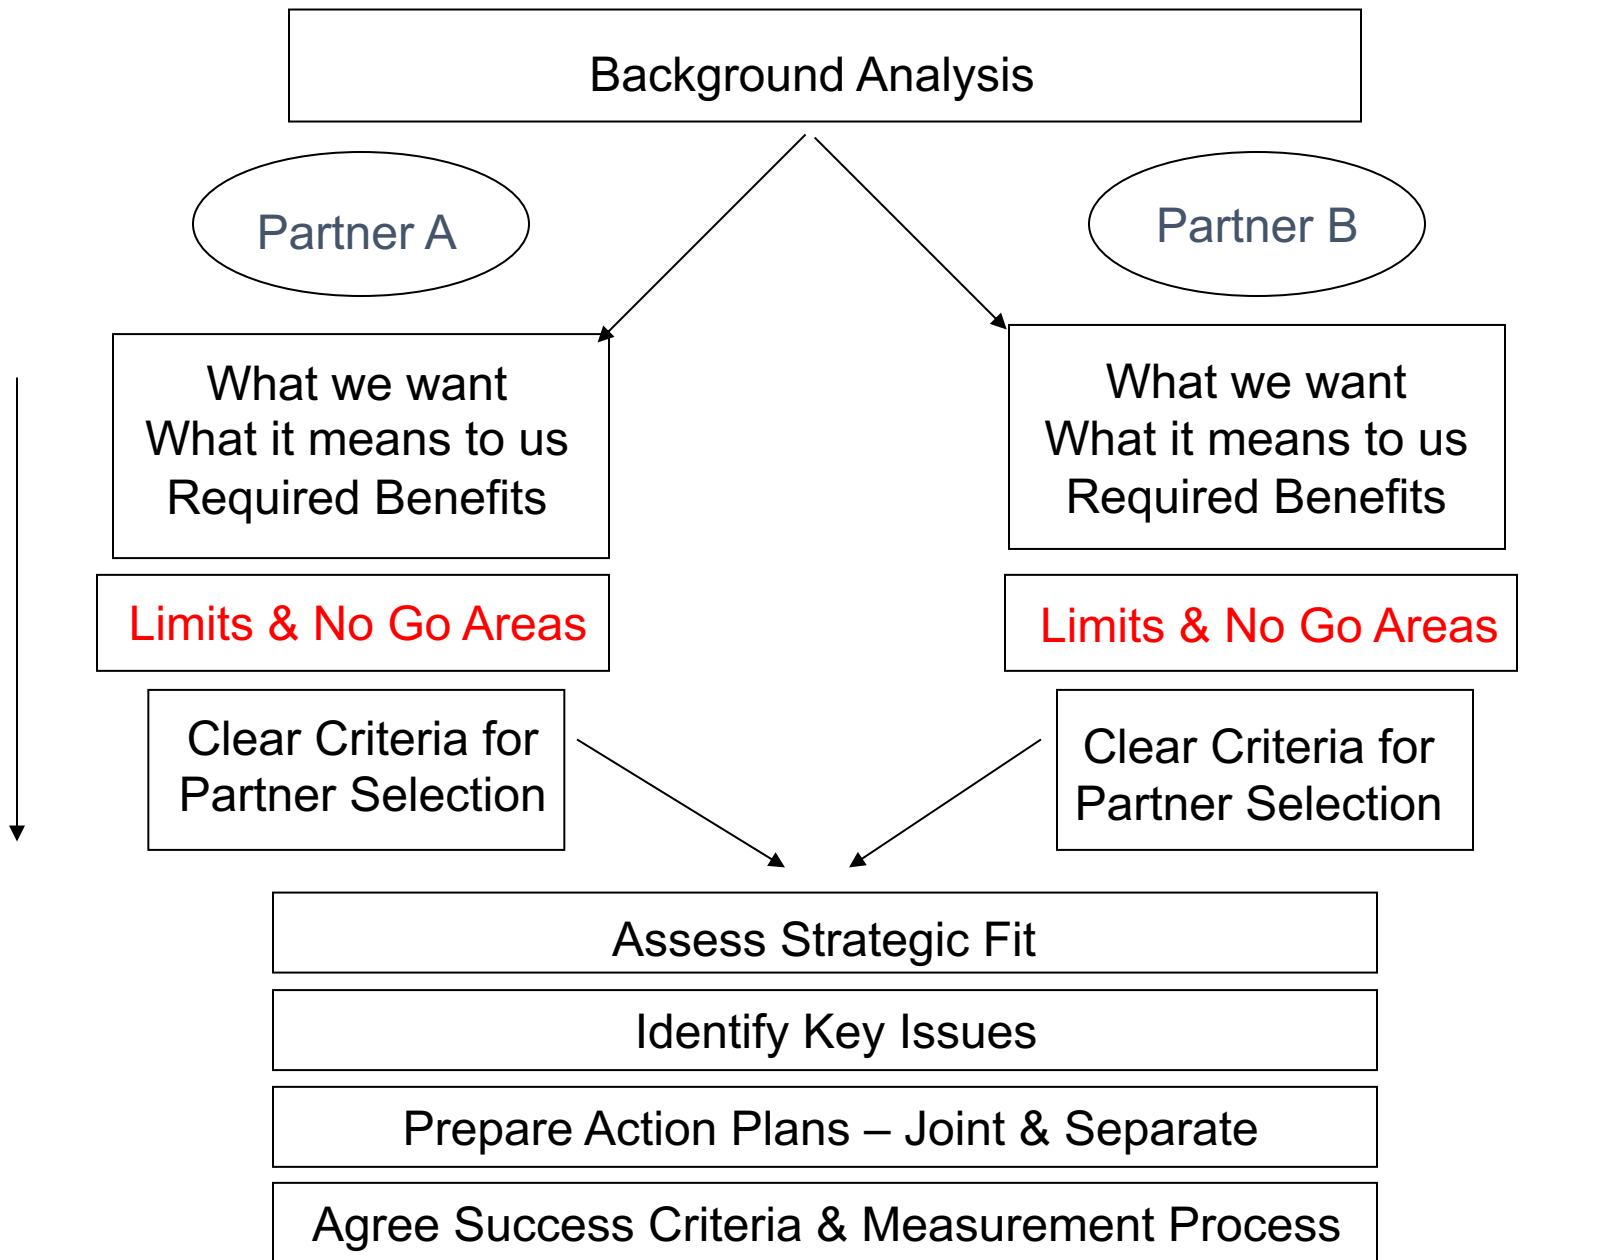 Background Analysis
Partner A
Partner B
What we want
What it means to us
Required Benefits
What we want
What it means to us
Required Benefits
Limits & No Go Areas
Limits & No Go Areas
Clear Criteria for
Partner Selection
Clear Criteria for
Partner Selection
Assess Strategic Fit
Identify Key Issues
Prepare Action Plans – Joint & Separate
Agree Success Criteria & Measurement Process